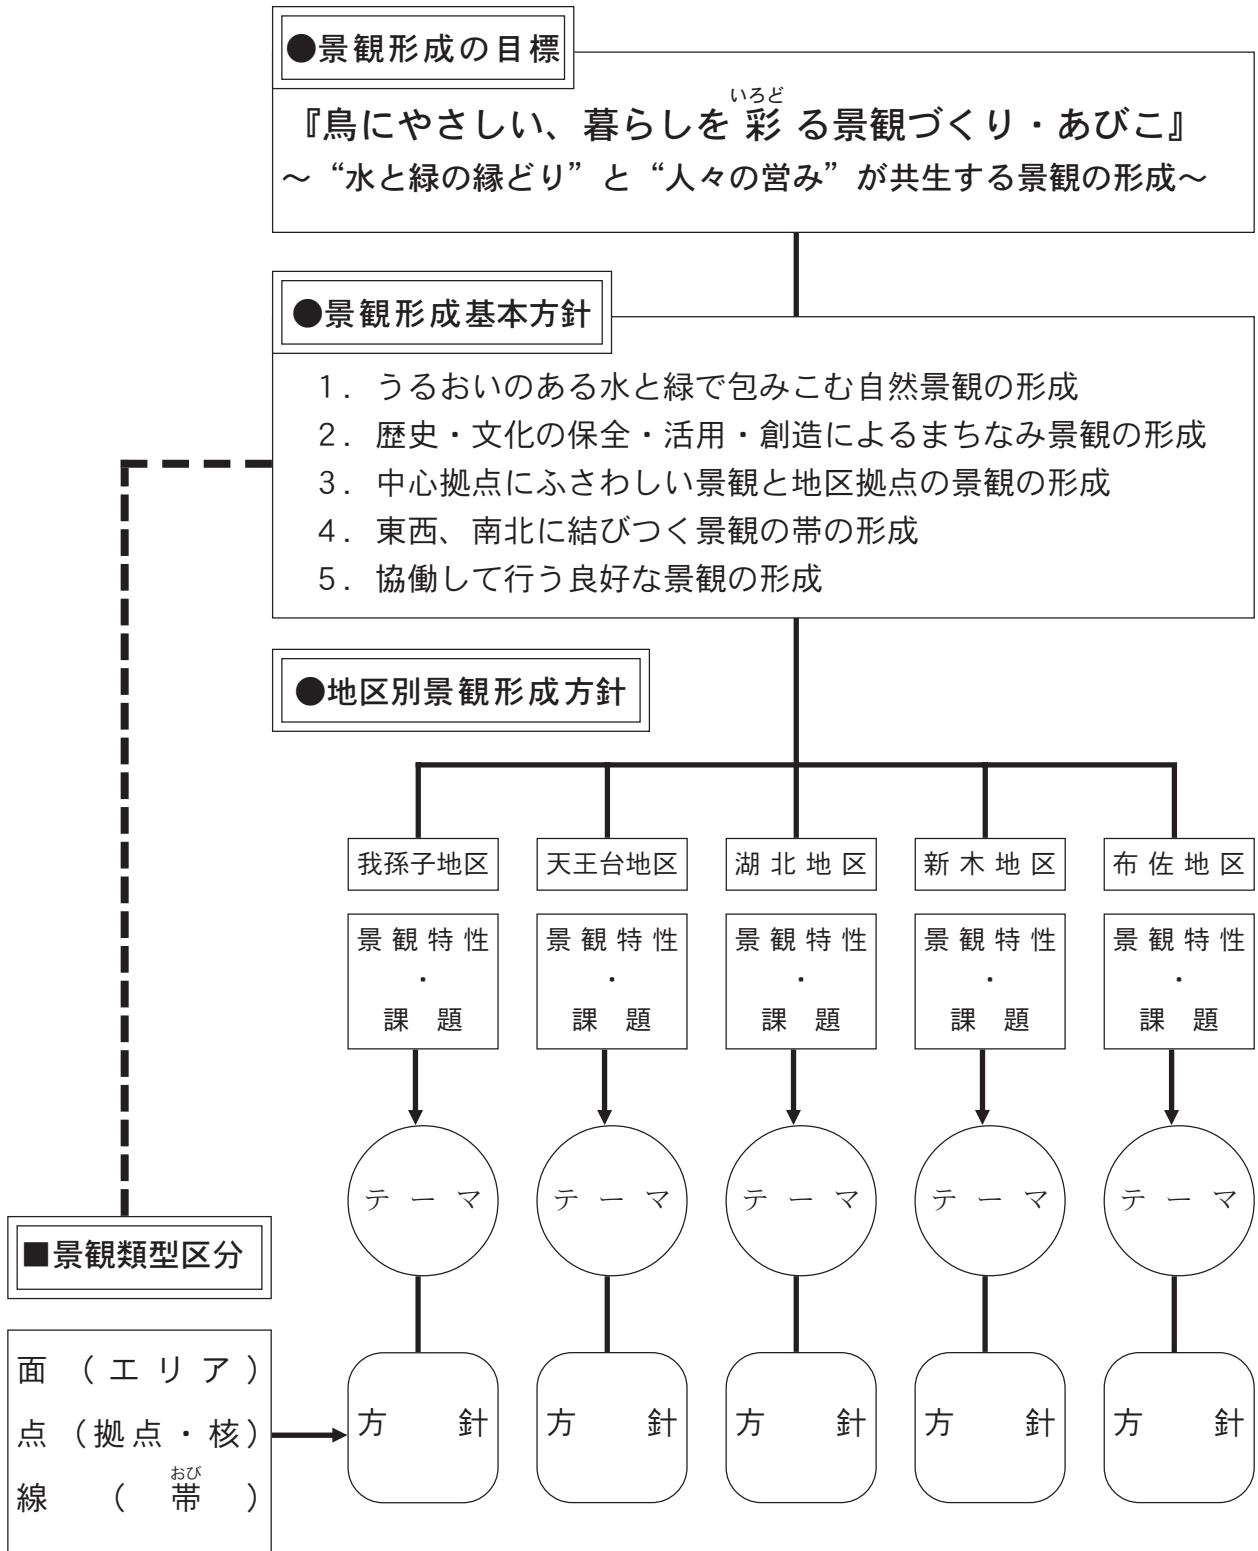 ●景観形成の目標
『鳥にやさしい、暮らしを彩る景観づくり・あびこ』
いろど
～“水と緑の縁どり”と“人々の営み”が共生する景観の形成～
●景観形成基本方針
1．うるおいのある水と緑で包みこむ自然景観の形成
2．歴史・文化の保全・活用・創造によるまちなみ景観の形成
3．中心拠点にふさわしい景観と地区拠点の景観の形成
4．東西、南北に結びつく景観の帯の形成
5．協働して行う良好な景観の形成
●地区別景観形成方針
我孫子地区
天王台地区
湖北地区
新木地区
布佐地区
景観特性
・
課題
景観特性
・
課題
景観特性
・
課題
景観特性
・
課題
景観特性
・
課題
テーマ
テーマ
テーマ
テーマ
テーマ
■景観類型区分
面（エリア）
点（拠点・核）
おび
線（帯）
方針
方針
方針
方針
方針